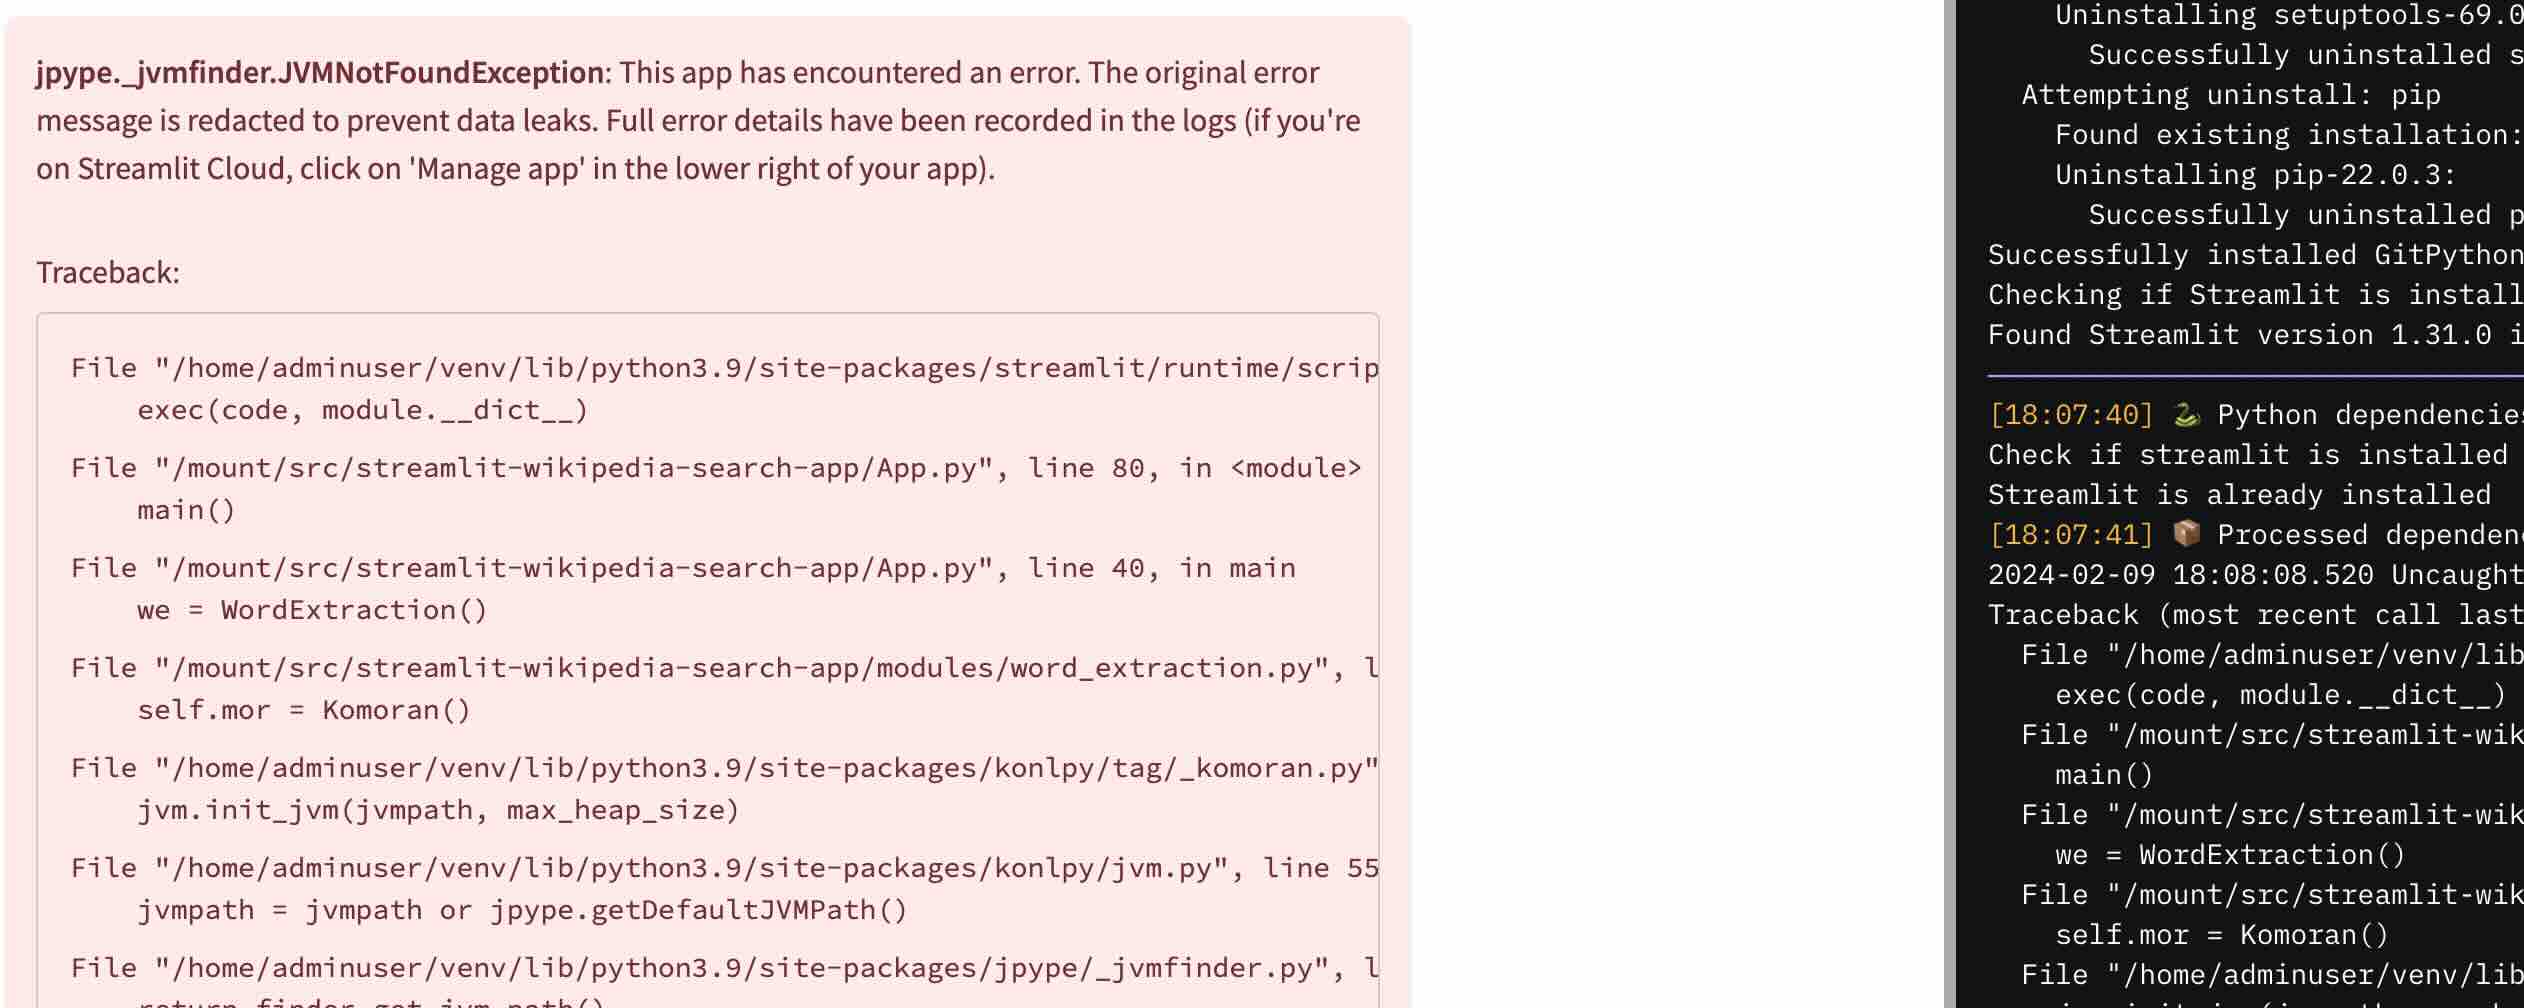 jpype._jvmfinder.JVMNotFoundException: This app has encountered an error. The original error
message is redacted to prevent data leaks. Full error details have been recorded in the logs (if you're
on Streamlit Cloud, click on 'Manage app' in the lower right of your app).
Traceback:
File "/home/adminuser/venv/lib/python3.9/site-packages/streamlit/runtime/scrip
exec(code, module.__dict__)
File "/mount/src/streamlit-wikipedia-search-app/App.py", line 80, in <module>
main()
File "/mount/src/streamlit-wikipedia-search-app/App.py", line 40, in main
we = WordExtraction()
File "/mount/src/streamlit-wikipedia-search-app/modules/word_extraction.py", l
self.mor = Komoran()
File "/home/adminuser/venv/lib/python3.9/site-packages/konlpy/tag/_komoran.py"
jvm.init_jvm(jvmpath, max_heap_size)
File "/home/adminuser/venv/lib/python3.9/site-packages/konlpy/jvm.py", line 55
jvmpath = jvmpath or jpype.getDefaultJVMPath()
File "/home/adminuser/venv/lib/python3.9/site-packages/jpype/_jvmfinder.py", l
Uninstalling setuptools-69.0
Successfully uninstalled s
Attempting uninstall: pip
Found existing installation:
Uninstalling pip-22.0.3:
Successfully uninstalled p
Successfully installed GitPython
Checking if Streamlit is install
Found Streamlit version 1.31.0 i
[18:07:40] 🐍 Python dependencies
Check if streamlit is installed
Streamlit is already installed
[18:07:41] 📦 Processed dependen
2024-02-09 18:08:08.520 Uncaught
Traceback (most recent call last
File "/home/adminuser/venv/lib
exec(code, module.__dict__)
File "/mount/src/streamlit-wik
main()
File "/mount/src/streamlit-wik
we = WordExtraction()
File "/mount/src/streamlit-wik
self.mor = Komoran()
File "/home/adminuser/venv/lib